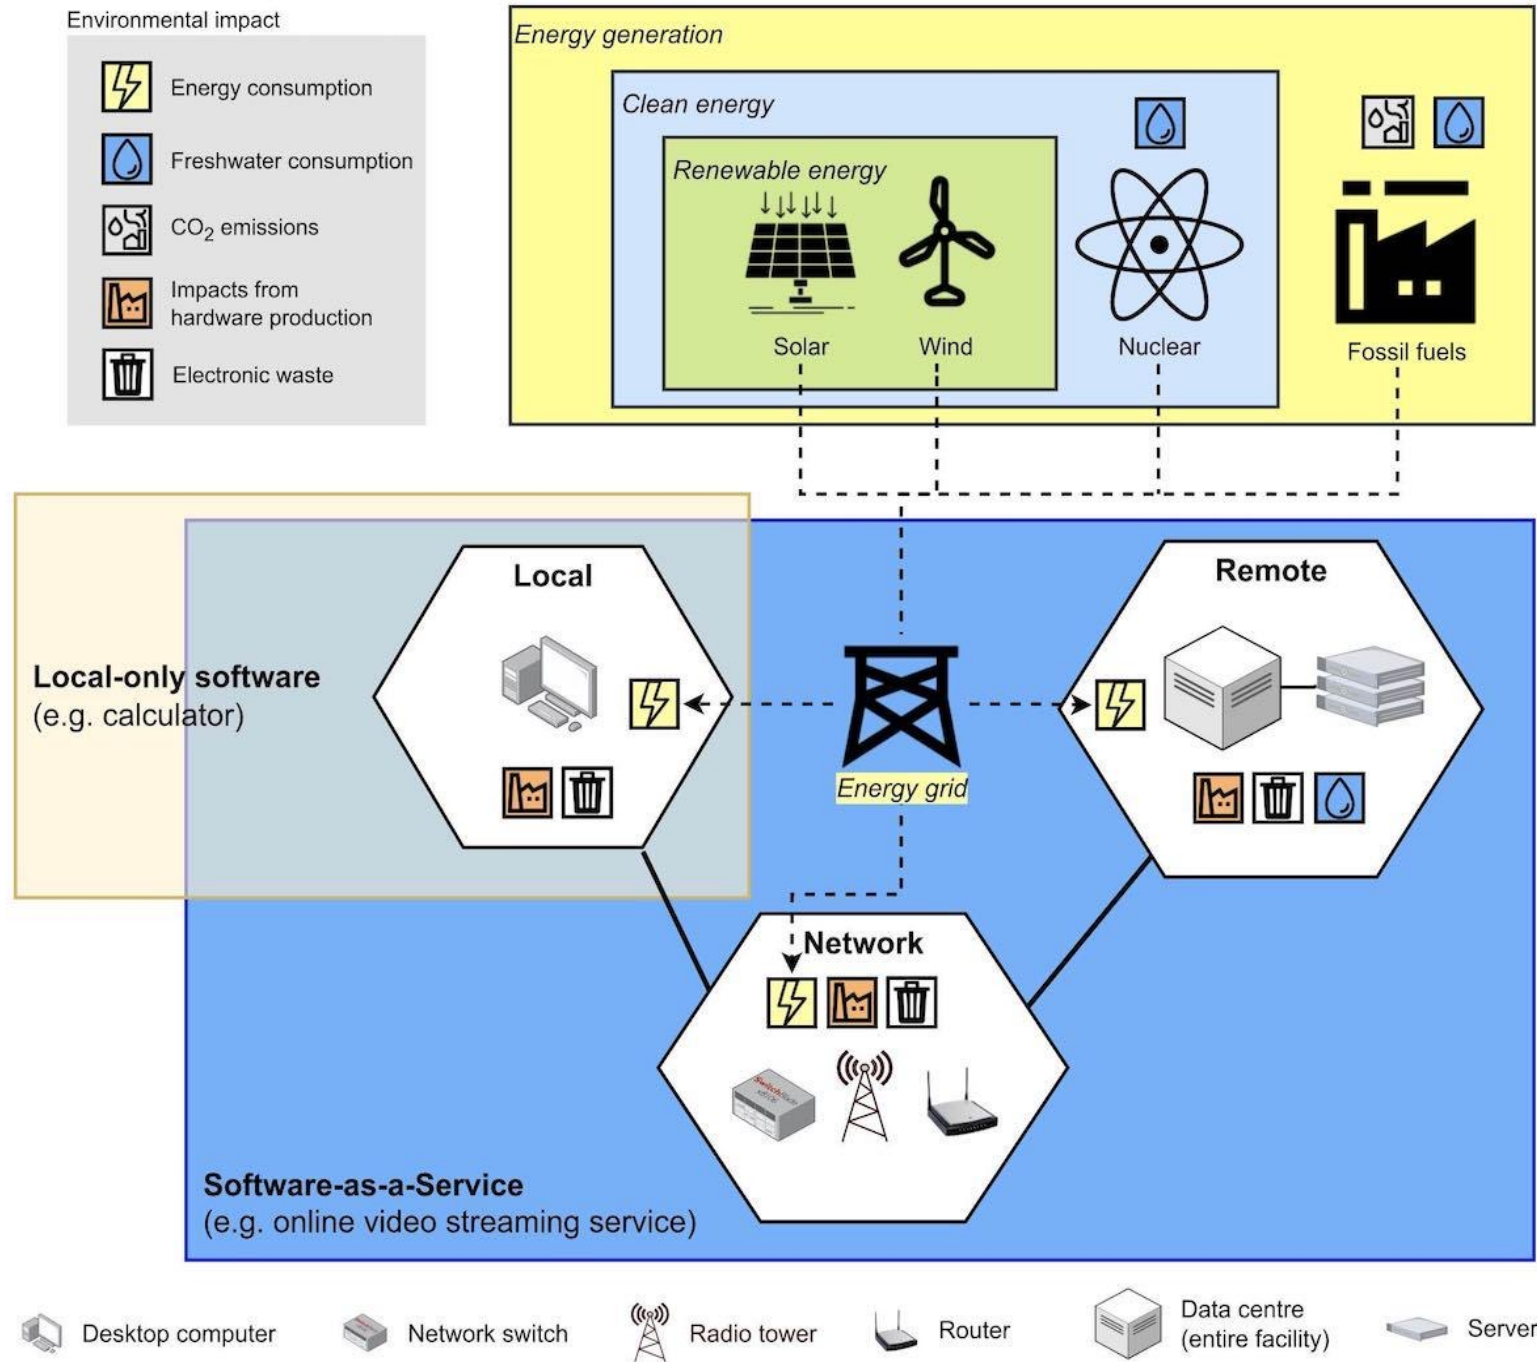 Environmental impact
Energy consumption
Freshwater consumption
CO₂ emissions
Impacts from
hardware production
Electronic waste
Energy generation
Clean energy
Renewable energy
Solar
Wind
Nuclear
Fossil fuels
Local
Remote
Local-only software
(e.g. calculator)
Energy grid
Network
Software-as-a-Service
(e.g. online video streaming service)
Desktop computer
Network switch
Radio tower
Router
Data centre
(entire facility)
Server